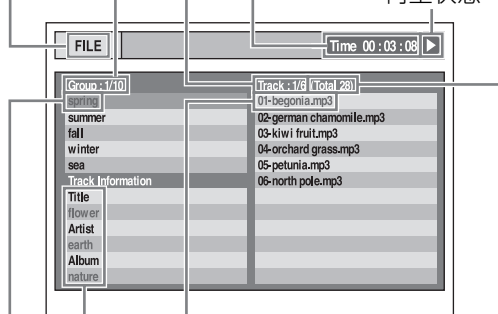 状态
FILE
Time 00:03:08
Group : 1/10
Track : 1/6 (Total 28)
spring
01-begonia.mp3
summer
02-german chamomile.mp3
fall
03-kiwi fruit.mp3
winter
04-orchard grass.mp3
sea
05-petunia.mp3
Track Information
06-north pole.mp3
Title
flower
Artist
earth
Album
nature